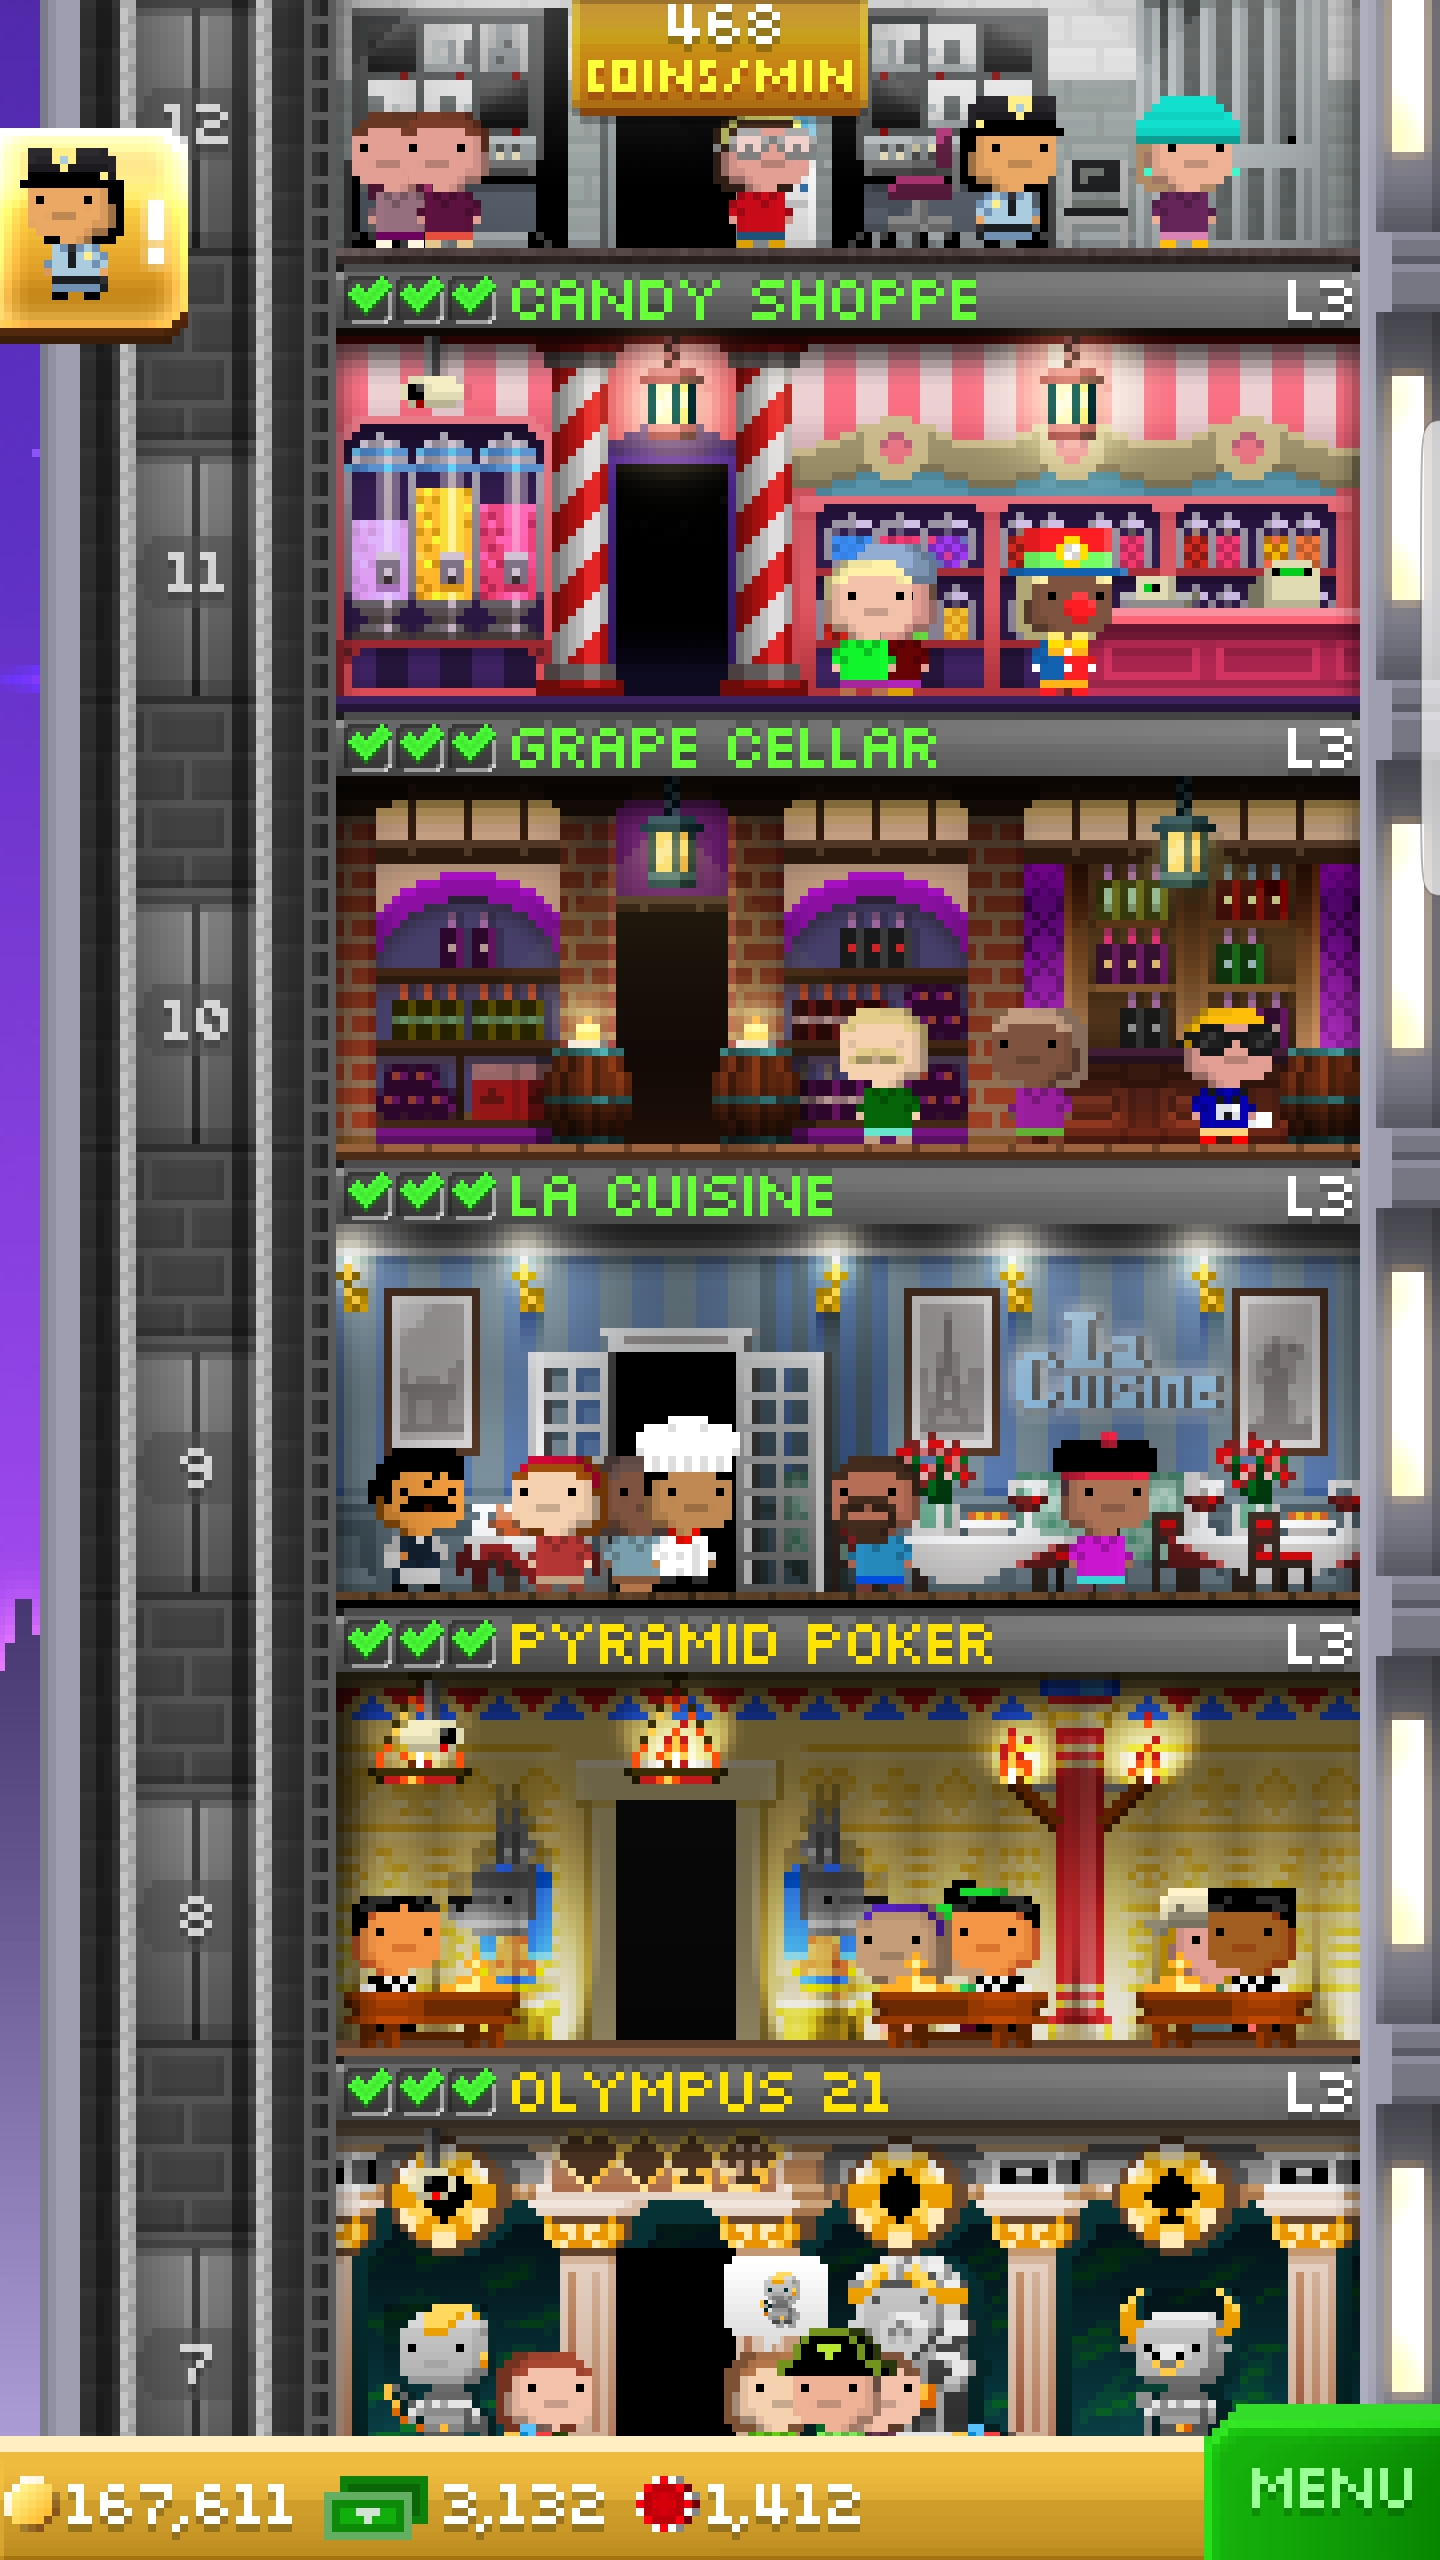 468
COINS/MIN
12
!
CANDY SHOPPE L3
11
GRAPE CELLAR L3
10
LA CUISINE L3
La
Cuisine
9
PYRAMID POKER L3
8
OLYMPUS 21 L3
7
167,611 3,132 1,412
MENU